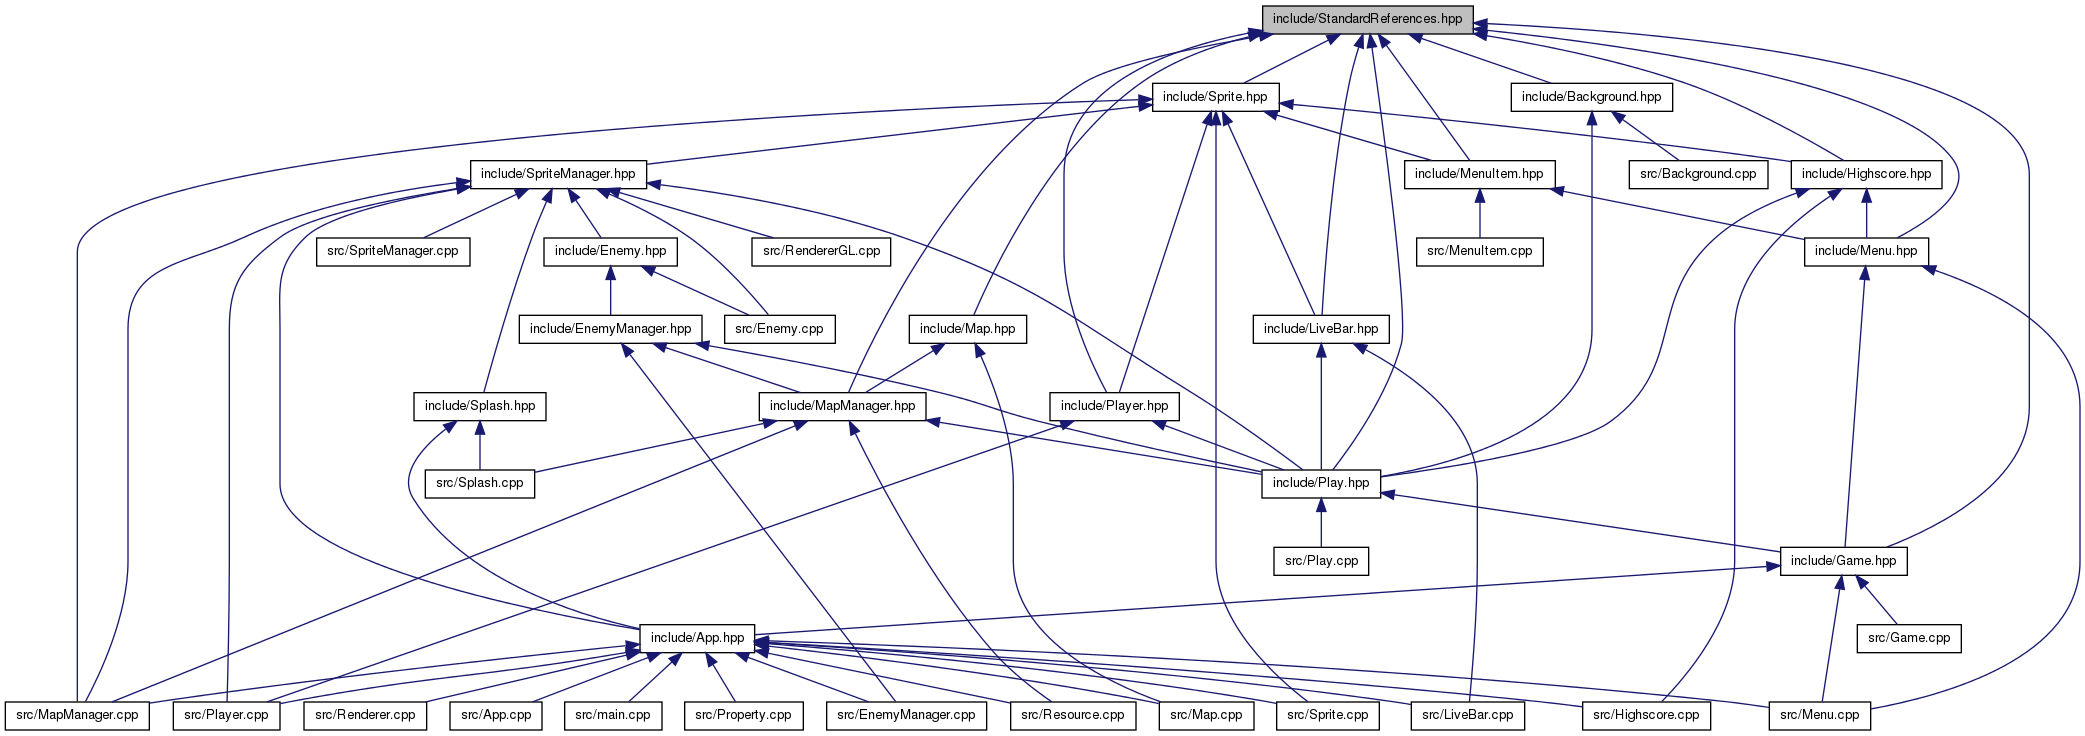 include/StandardReferences.hpp
include/Sprite.hpp
include/Background.hpp
include/SpriteManager.hpp
include/MenuItem.hpp
src/Background.cpp
include/Highscore.hpp
src/SpriteManager.cpp
include/Enemy.hpp
src/RendererGL.cpp
src/MenuItem.cpp
include/Menu.hpp
include/EnemyManager.hpp
src/Enemy.cpp
include/Map.hpp
include/LiveBar.hpp
include/Splash.hpp
include/MapManager.hpp
include/Player.hpp
src/Splash.cpp
include/Play.hpp
src/Play.cpp
include/Game.hpp
include/App.hpp
src/Game.cpp
src/MapManager.cpp
src/Player.cpp
src/Renderer.cpp
src/App.cpp
src/main.cpp
src/Property.cpp
src/EnemyManager.cpp
src/Resource.cpp
src/Map.cpp
src/Sprite.cpp
src/LiveBar.cpp
src/Highscore.cpp
src/Menu.cpp